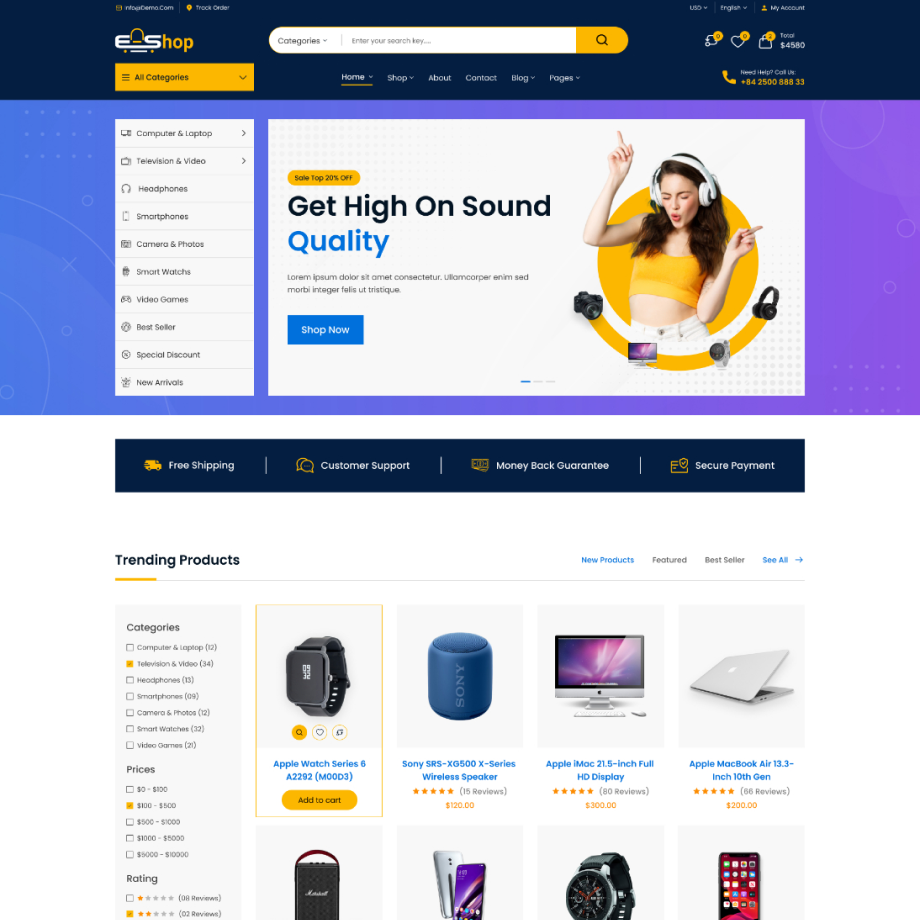 info@Demo.Com
Track Order
USD
English
My Account
E-Shop
Categories
Enter your search key....
0
0
2
Total
$4580
All Categories
Home
Shop
About
Contact
Blog
Pages
Need Help? Call Us:
+84 2500 888 33
Computer & Laptop
Television & Video
Headphones
Smartphones
Camera & Photos
Smart Watchs
Video Games
Best Seller
Special Discount
New Arrivals
Sale Top 20% OFF
Get High On Sound
Quality
Lorem ipsum dolor sit amet consectetur. Ullamcorper enim sed
morbi integer felis ut tristique.
Shop Now
Free Shipping
Customer Support
Money Back Guarantee
Secure Payment
Trending Products
New Products
Featured
Best Seller
See All
Categories
Computer & Laptop (12)
Television & Video (34)
Headphones (13)
Smartphones (09)
Camera & Photos (12)
Smart Watches (32)
Video Games (21)
Prices
$0 - $100
$100 - $500
$500 - $1000
$1000 - $5000
$5000 - $10000
Rating
(08 Reviews)
(02 Reviews)
Apple Watch Series 6
A2292 (M00D3)
Add to cart
SONY
Sony SRS-XG500 X-Series
Wireless Speaker
(15 Reviews)
$120.00
Apple iMac 21.5-inch Full
HD Display
(80 Reviews)
$300.00
Apple MacBook Air 13.3-
Inch 10th Gen
(66 Reviews)
$200.00
Marshall